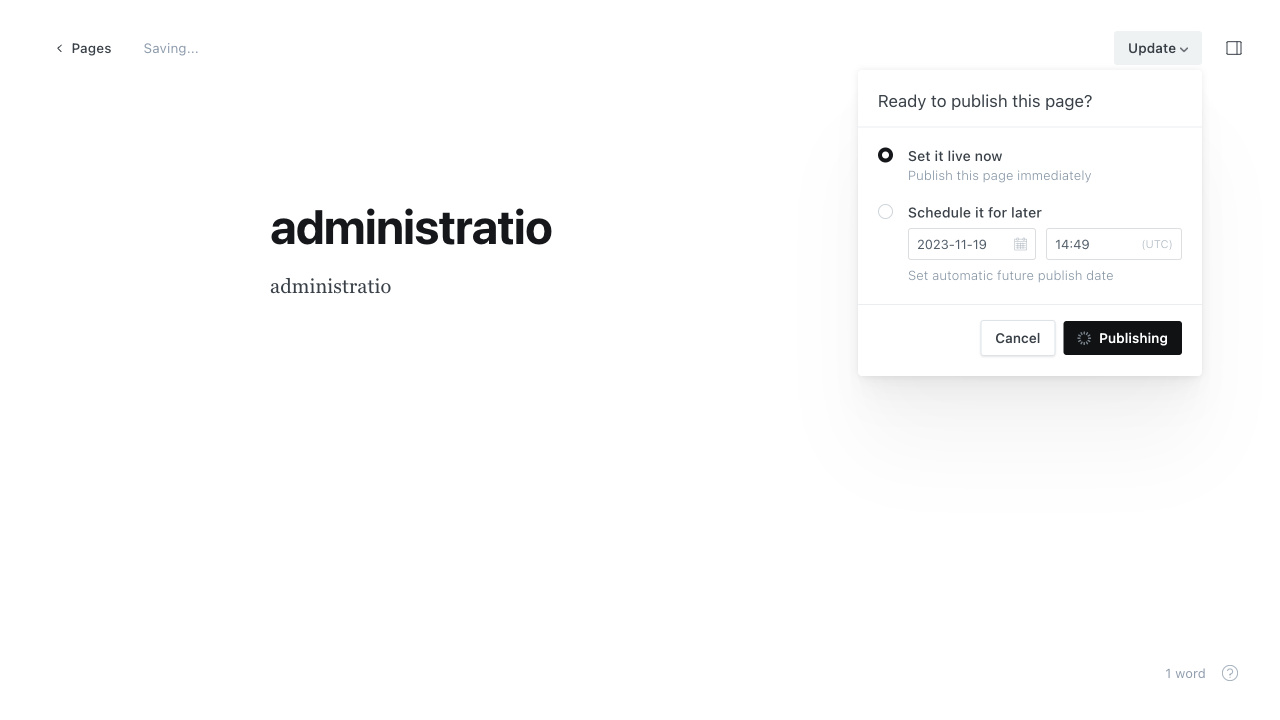 Pages
Saving...
Update
Ready to publish this page?
Set it live now
Publish this page immediately
Schedule it for later
2023-11-19
14:49
(UTC)
Set automatic future publish date
Cancel
Publishing
administratio
administratio
1 word
?